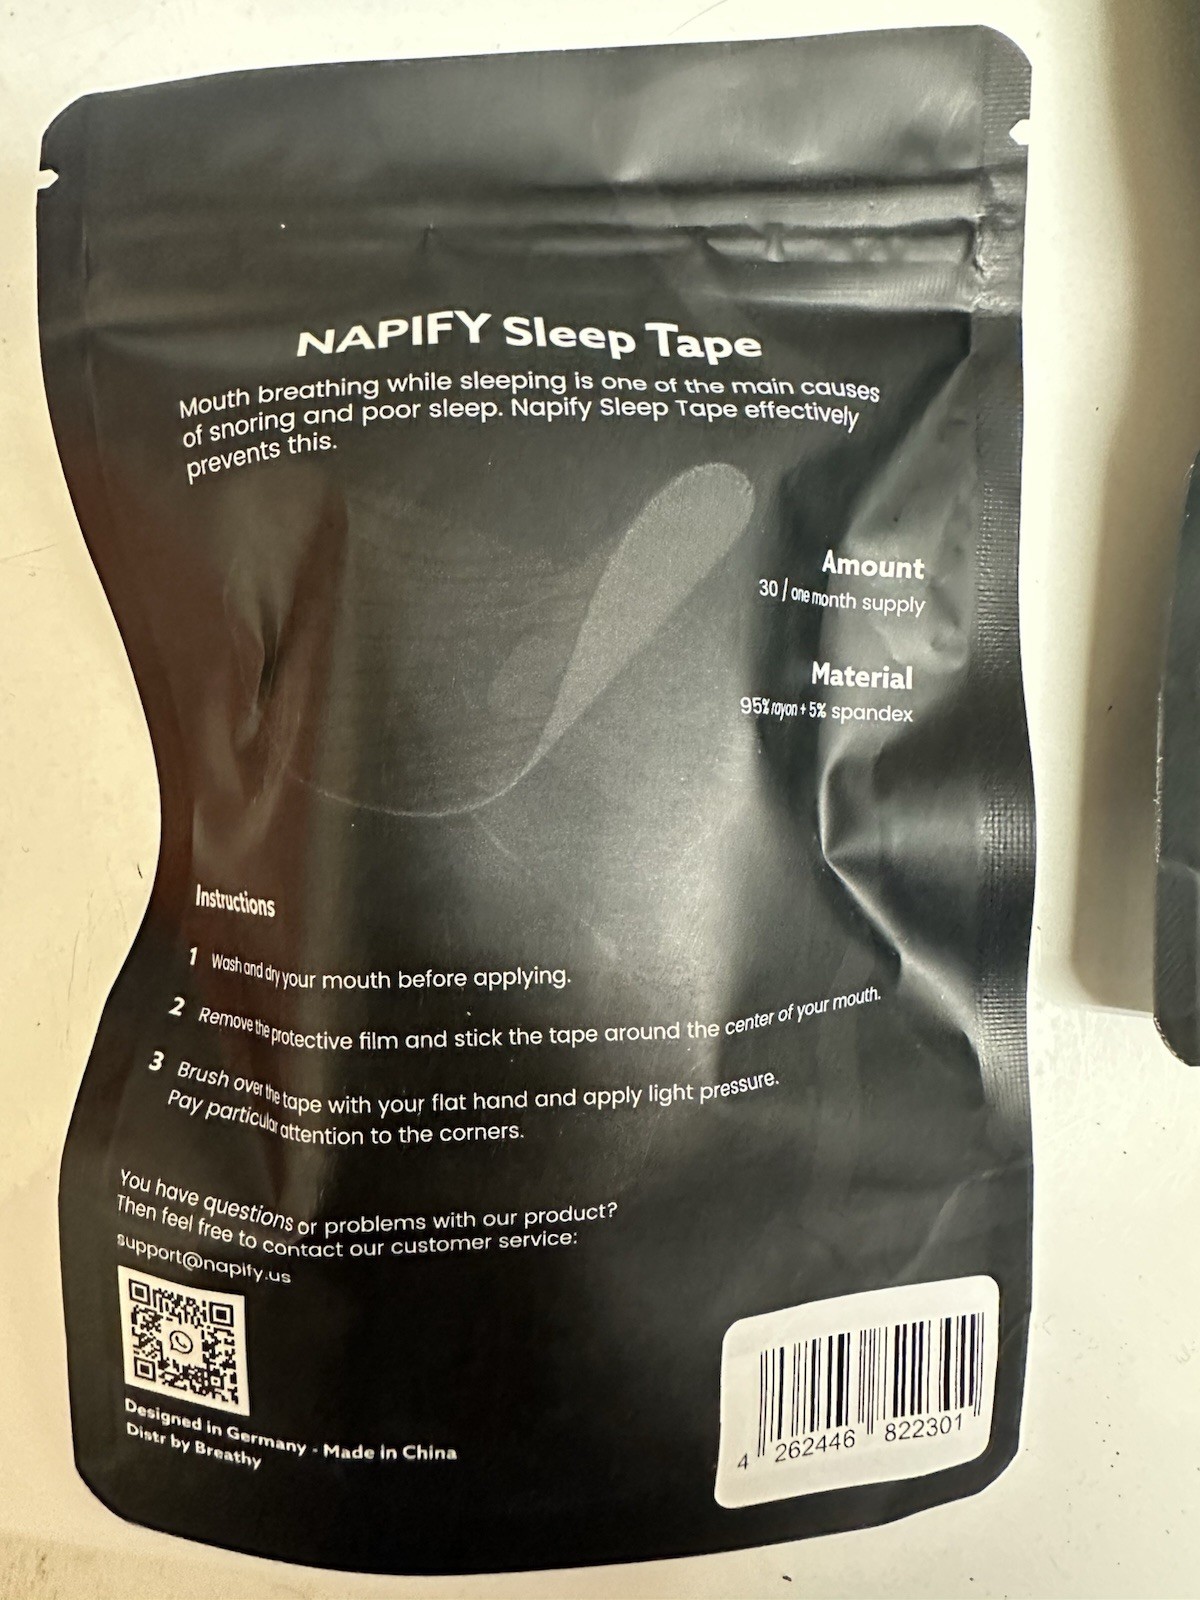 NAPIFY Sleep Tape
Mouth breathing while sleeping is one of the main causes
of snoring and poor sleep. Napify Sleep Tape effectively
prevents this.
Amount
30 / one month supply
Material
95% rayon + 5% spandex
Instructions
1 Wash and dry your mouth before applying.
2 Remove the protective film and stick the tape around the center of your mouth.
3 Brush over the tape with your flat hand and apply light pressure.
Pay particular attention to the corners.
You have questions or problems with our product?
Then feel free to contact our customer service:
support@napify.us
Designed in Germany - Made in China
Distr by Breathy
4 262446 822301